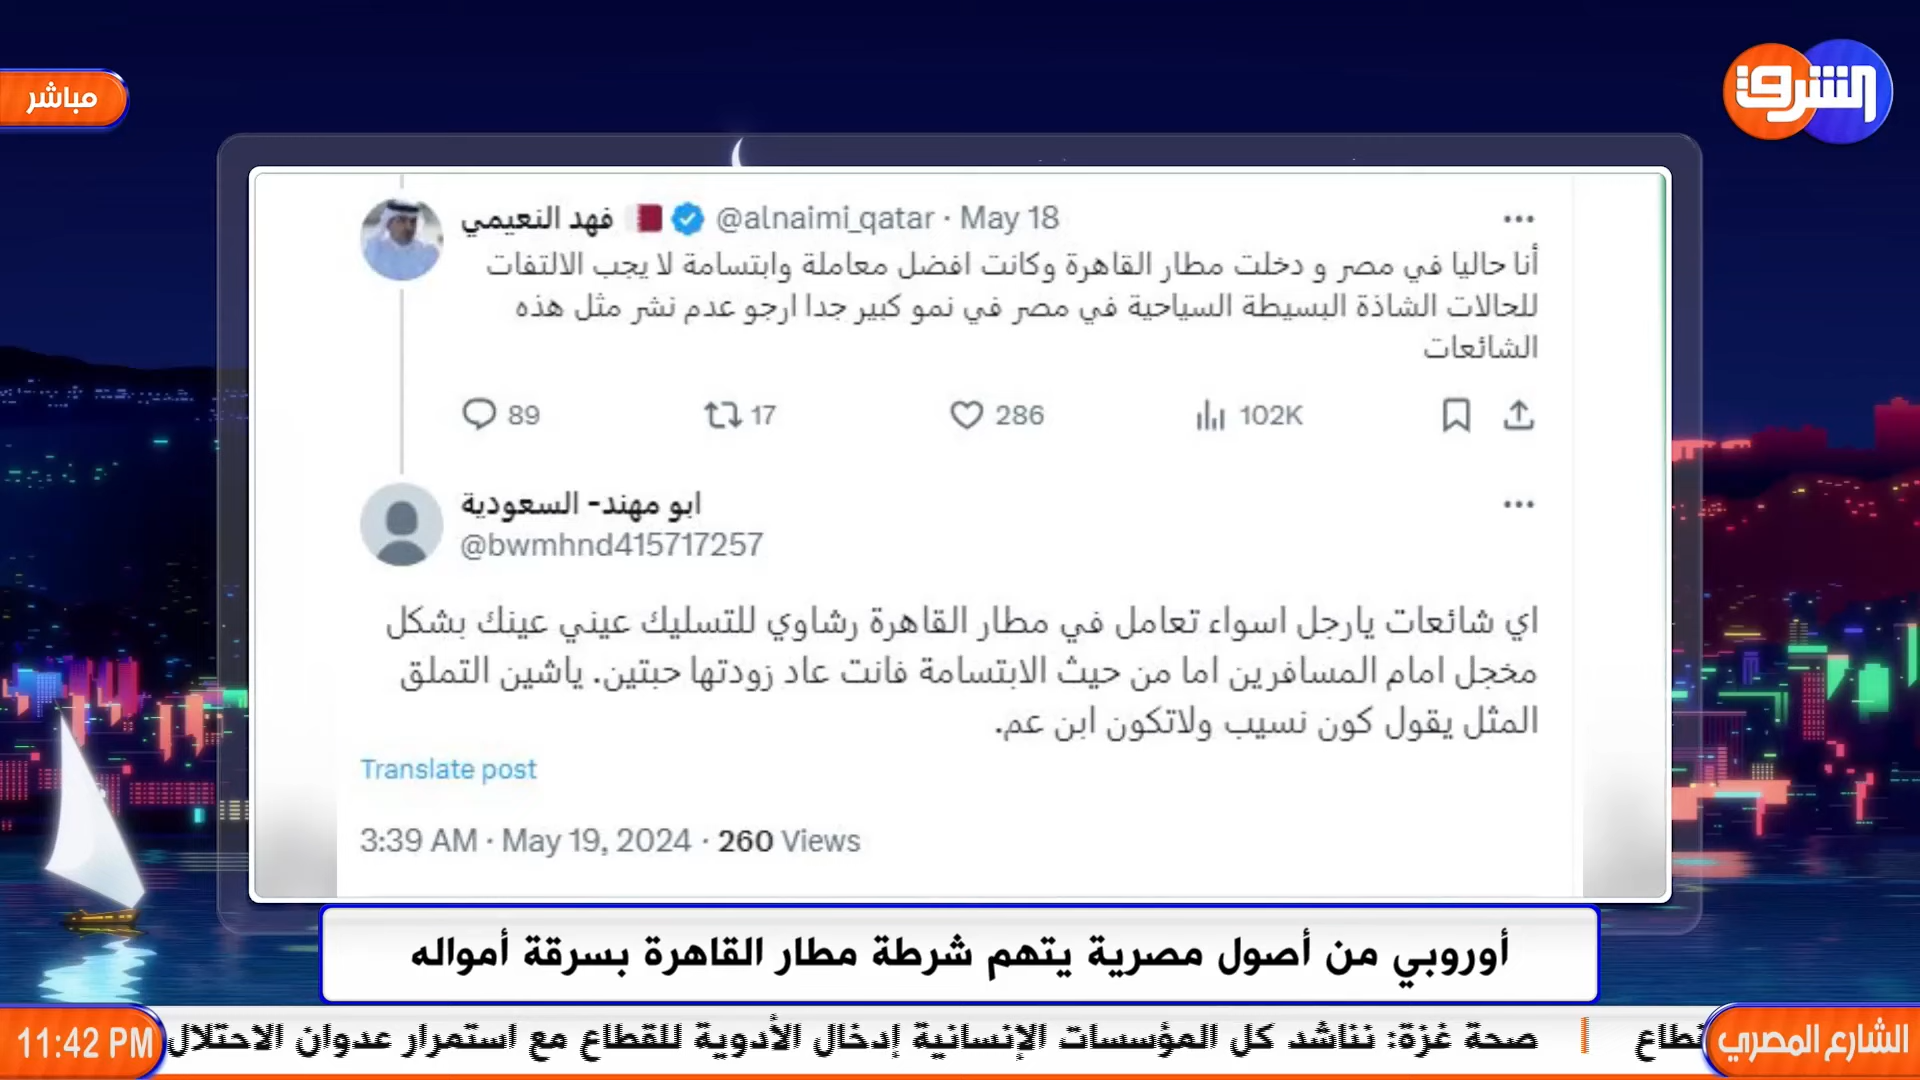 مباشر
الشرق
فهد النعيمي @alnaimi_qatar · May 18
أنا حاليا في مصر و دخلت مطار القاهرة وكانت افضل معاملة وابتسامة لا يجب الالتفات
للحالات الشاذة البسيطة السياحية في مصر في نمو كبير جدا ارجو عدم نشر مثل هذه
الشائعات
89 17 286 102K
ابو مهند- السعودية
@bwmhnd415717257
اي شائعات يارجل اسواء تعامل في مطار القاهرة رشاوي للتسليك عيني عينك بشكل
مخجل امام المسافرين اما من حيث الابتسامة فانت عاد زودتها حبتين. ياشين التملق
المثل يقول كون نسيب ولاتكون ابن عم.
Translate post
3:39 AM · May 19, 2024 · 260 Views
أوروبي من أصول مصرية يتهم شرطة مطار القاهرة بسرقة أمواله
الشارع المصري
صحة غزة: نناشد كل المؤسسات الإنسانية إدخال الأدوية للقطاع مع استمرار عدوان الاحتلال
11:42 PM